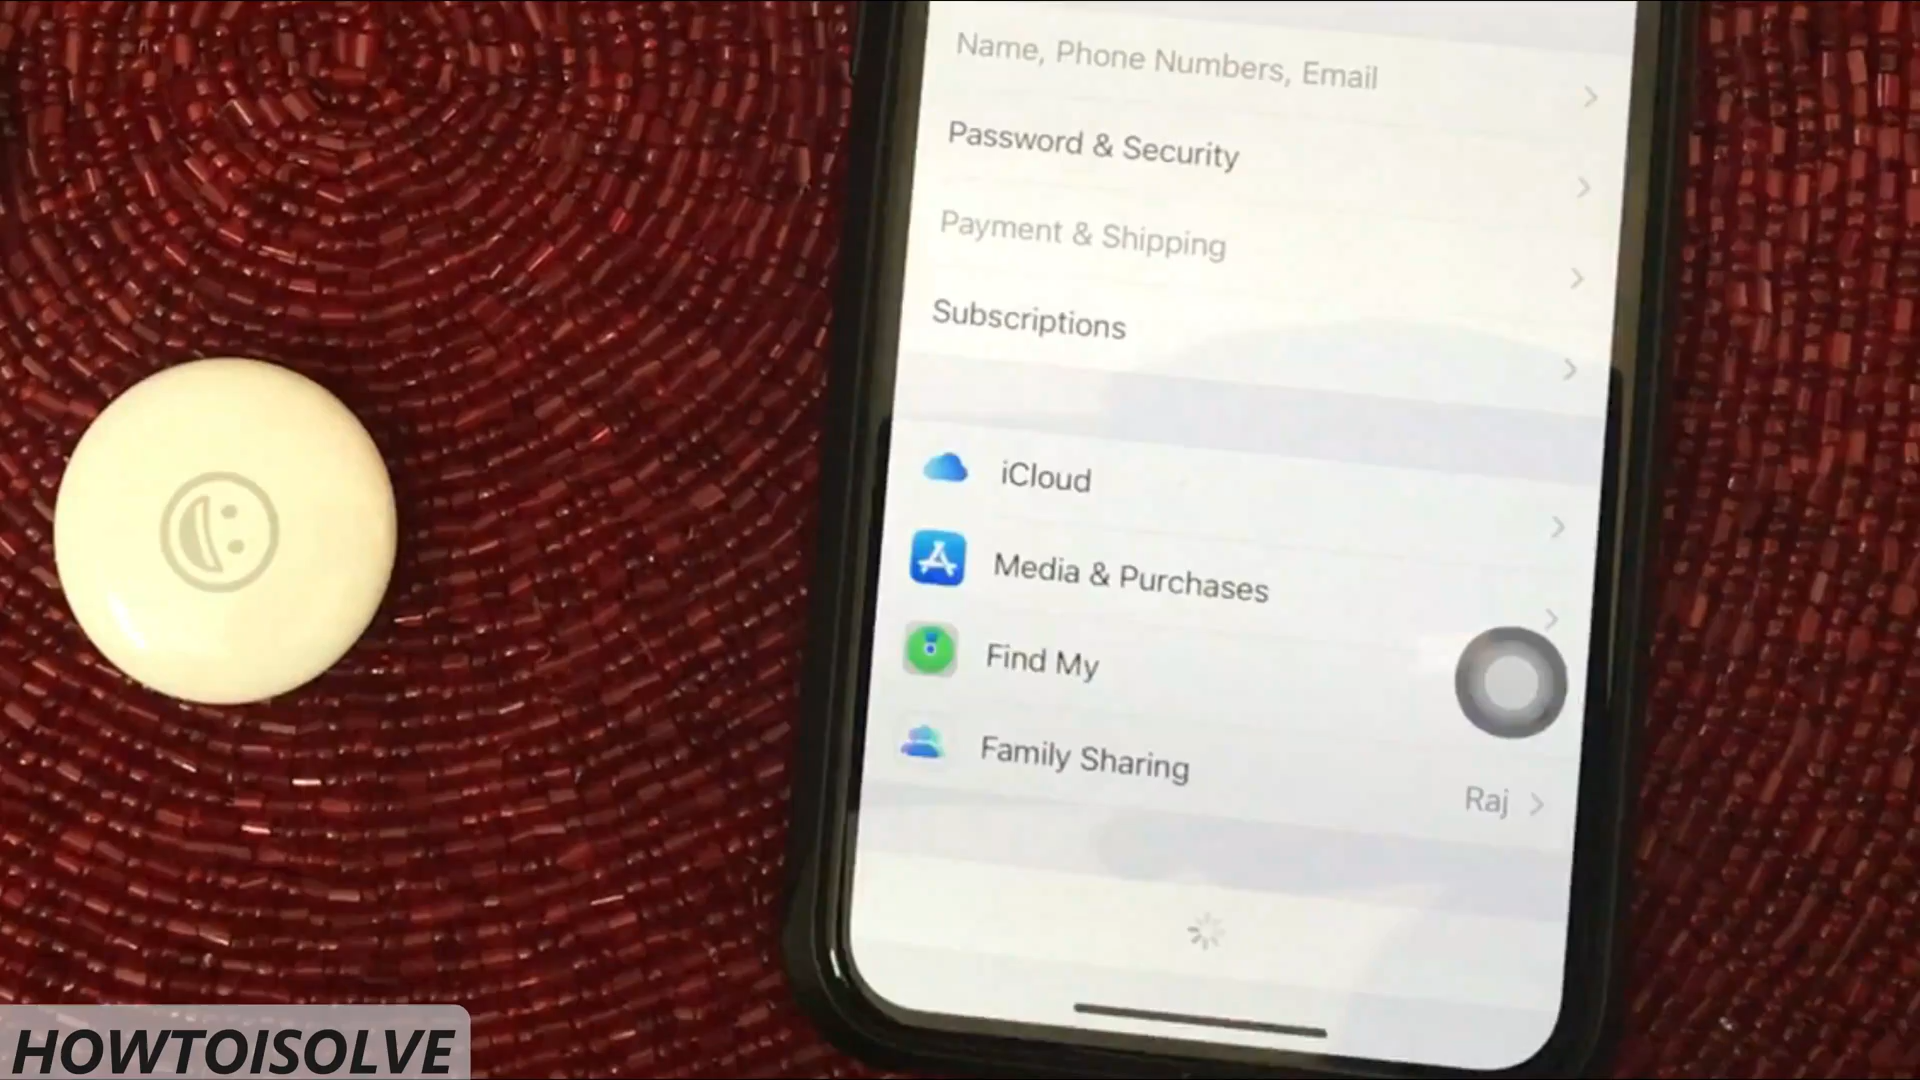 Name, Phone Numbers, Email
Password & Security
Payment & Shipping
Subscriptions
iCloud
Media & Purchases
Find My
Family Sharing
Raj
HOWTOISOLVE